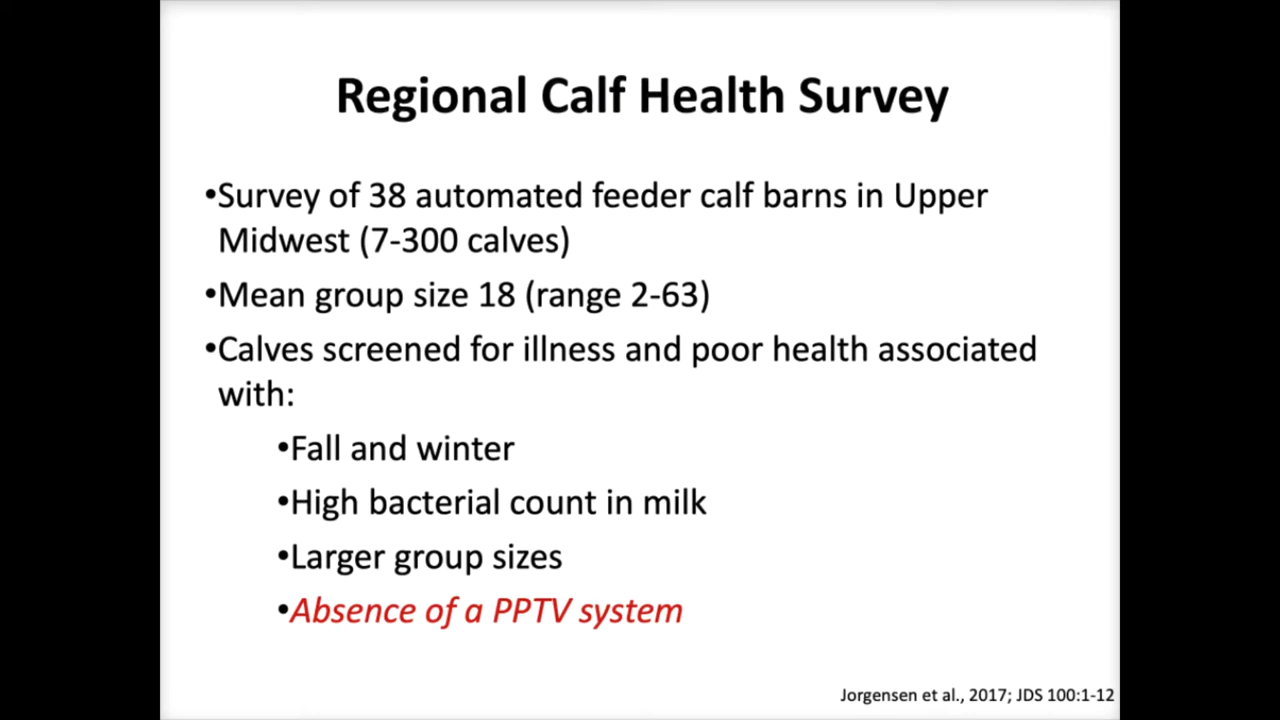 Regional Calf Health Survey
•Survey of 38 automated feeder calf barns in Upper
Midwest (7-300 calves)
•Mean group size 18 (range 2-63)
•Calves screened for illness and poor health associated
with:
•Fall and winter
•High bacterial count in milk
•Larger group sizes
•Absence of a PPTV system
Jorgensen et al., 2017; JDS 100:1-12